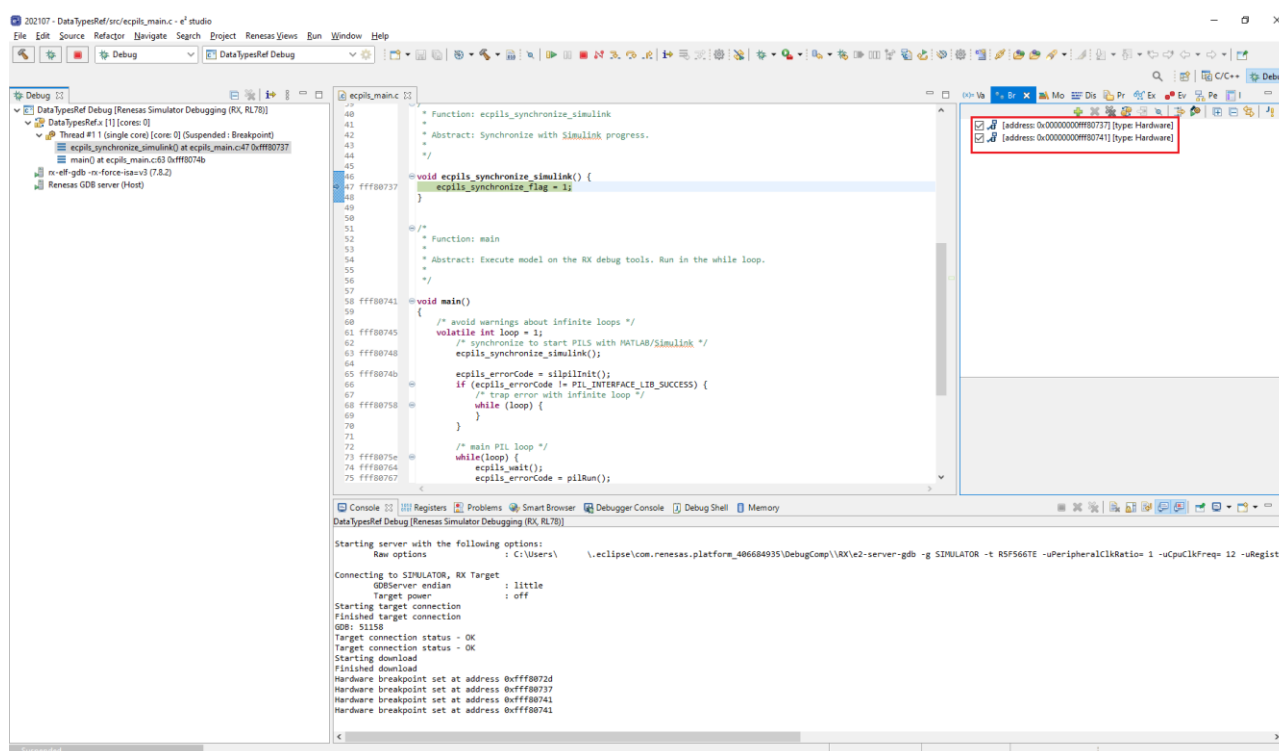 202107 - DataTypesRef/src/ecpils_main.c - e² studio
File Edit Source Refactor Navigate Search Project Renesas Views Run Window Help
Debug DataTypesRef Debug
C/C++ Debu
Debug
DataTypesRef Debug [Renesas Simulator Debugging (RX, RL78)]
DataTypesRef.x [1] [cores: 0]
Thread #1 1 (single core) [core: 0] (Suspended : Breakpoint)
ecpils_synchronize_simulink() at ecpils_main.c:47 0xfff80737
main() at ecpils_main.c:63 0xfff8074b
rx-elf-gdb -rx-force-isa=v3 (7.8.2)
Renesas GDB server (Host)
ecpils_main.c
39
40 * Function: ecpils_synchronize_simulink
41 *
42 * Abstract: Synchronize with Simulink progress.
43 *
44 */
45
46 void ecpils_synchronize_simulink() {
47 fff80737 ecpils_synchronize_flag = 1;
48 }
49
50
51 /*
52 * Function: main
53 *
54 * Abstract: Execute model on the RX debug tools. Run in the while loop.
55 *
56 */
57
58 fff80741 void main()
59 {
60 /* avoid warnings about infinite loops */
61 fff80745 volatile int loop = 1;
62 /* synchronize to start PILS with MATLAB/Simulink */
63 fff80748 ecpils_synchronize_simulink();
64
65 fff8074b ecpils_errorCode = silpilInit();
66 if (ecpils_errorCode != PIL_INTERFACE_LIB_SUCCESS) {
67 /* trap error with infinite loop */
68 fff80758 while (loop) {
69 }
70 }
71
72 /* main PIL loop */
73 fff8075e while(loop) {
74 fff80764 ecpils_wait();
75 fff80767 ecpils_errorCode = pilRun();
Va Br Mo Dis Pr Ex Ev Pe I
[address: 0x00000000fff80737] [type: Hardware]
[address: 0x00000000fff80741] [type: Hardware]
Console Registers Problems Smart Browser Debugger Console Debug Shell Memory
DataTypesRef Debug [Renesas Simulator Debugging (RX, RL78)]
Starting server with the following options:
Raw options : C:\Users\ \.eclipse\com.renesas.platform_406684935\DebugComp\\RX\e2-server-gdb -g SIMULATOR -t R5F566TE -uPeripheralClkRatio= 1 -uCpuClkFreq= 12 -uRegist
Connecting to SIMULATOR, RX Target
GDBServer endian : little
Target power : off
Starting target connection
Finished target connection
GDB: 51158
Target connection status - OK
Target connection status - OK
Starting download
Finished download
Hardware breakpoint set at address 0xfff8072d
Hardware breakpoint set at address 0xfff80737
Hardware breakpoint set at address 0xfff80741
Hardware breakpoint set at address 0xfff80741
Suspended